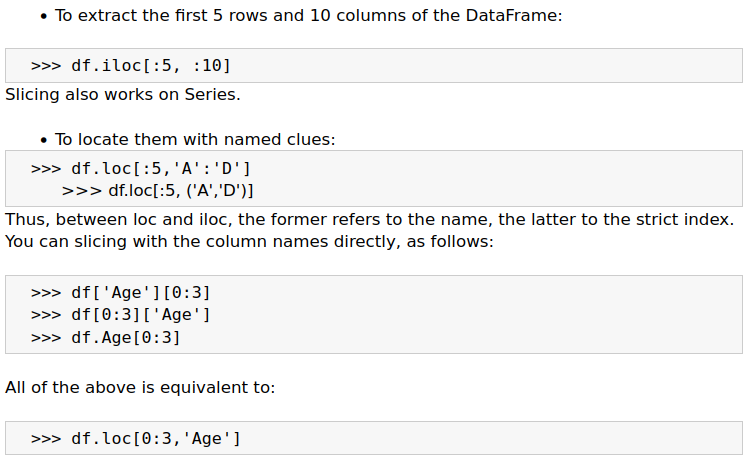 • To extract the first 5 rows and 10 columns of the DataFrame:
>>> df.iloc[:5, :10]
Slicing also works on Series.
• To locate them with named clues:
>>> df.loc[:5,'A':'D']
>>> df.loc[:5, ('A','D')]
Thus, between loc and iloc, the former refers to the name, the latter to the strict index.
You can slicing with the column names directly, as follows:
>>> df['Age'][0:3]
>>> df[0:3]['Age']
>>> df.Age[0:3]
All of the above is equivalent to:
>>> df.loc[0:3,'Age']